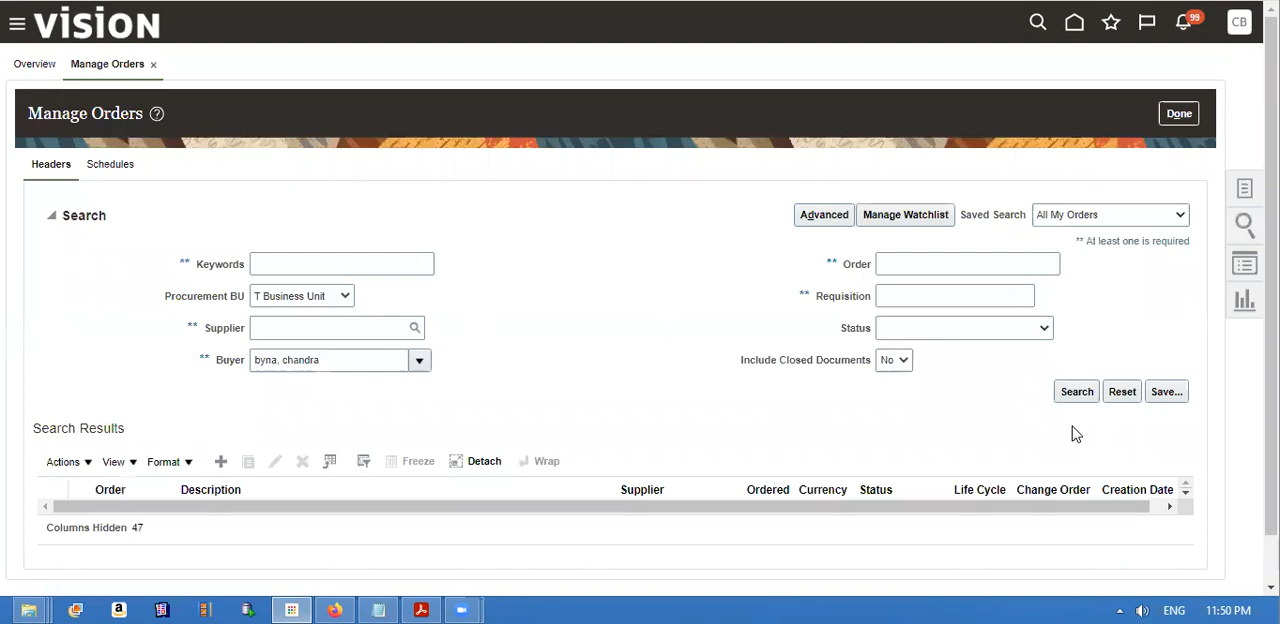 vision 99 CB
Overview Manage Orders ×
Manage Orders ? Done
Headers Schedules
Search Advanced Manage Watchlist Saved Search All My Orders
** At least one is required
** Keywords ** Order
Procurement BU T Business Unit ** Requisition
** Supplier Status
** Buyer byna, chandra Include Closed Documents No
Search Reset Save...
Search Results
Actions View Format Freeze Detach Wrap
Order Description Supplier Ordered Currency Status Life Cycle Change Order Creation Date
Columns Hidden 47
ENG 11:50 PM